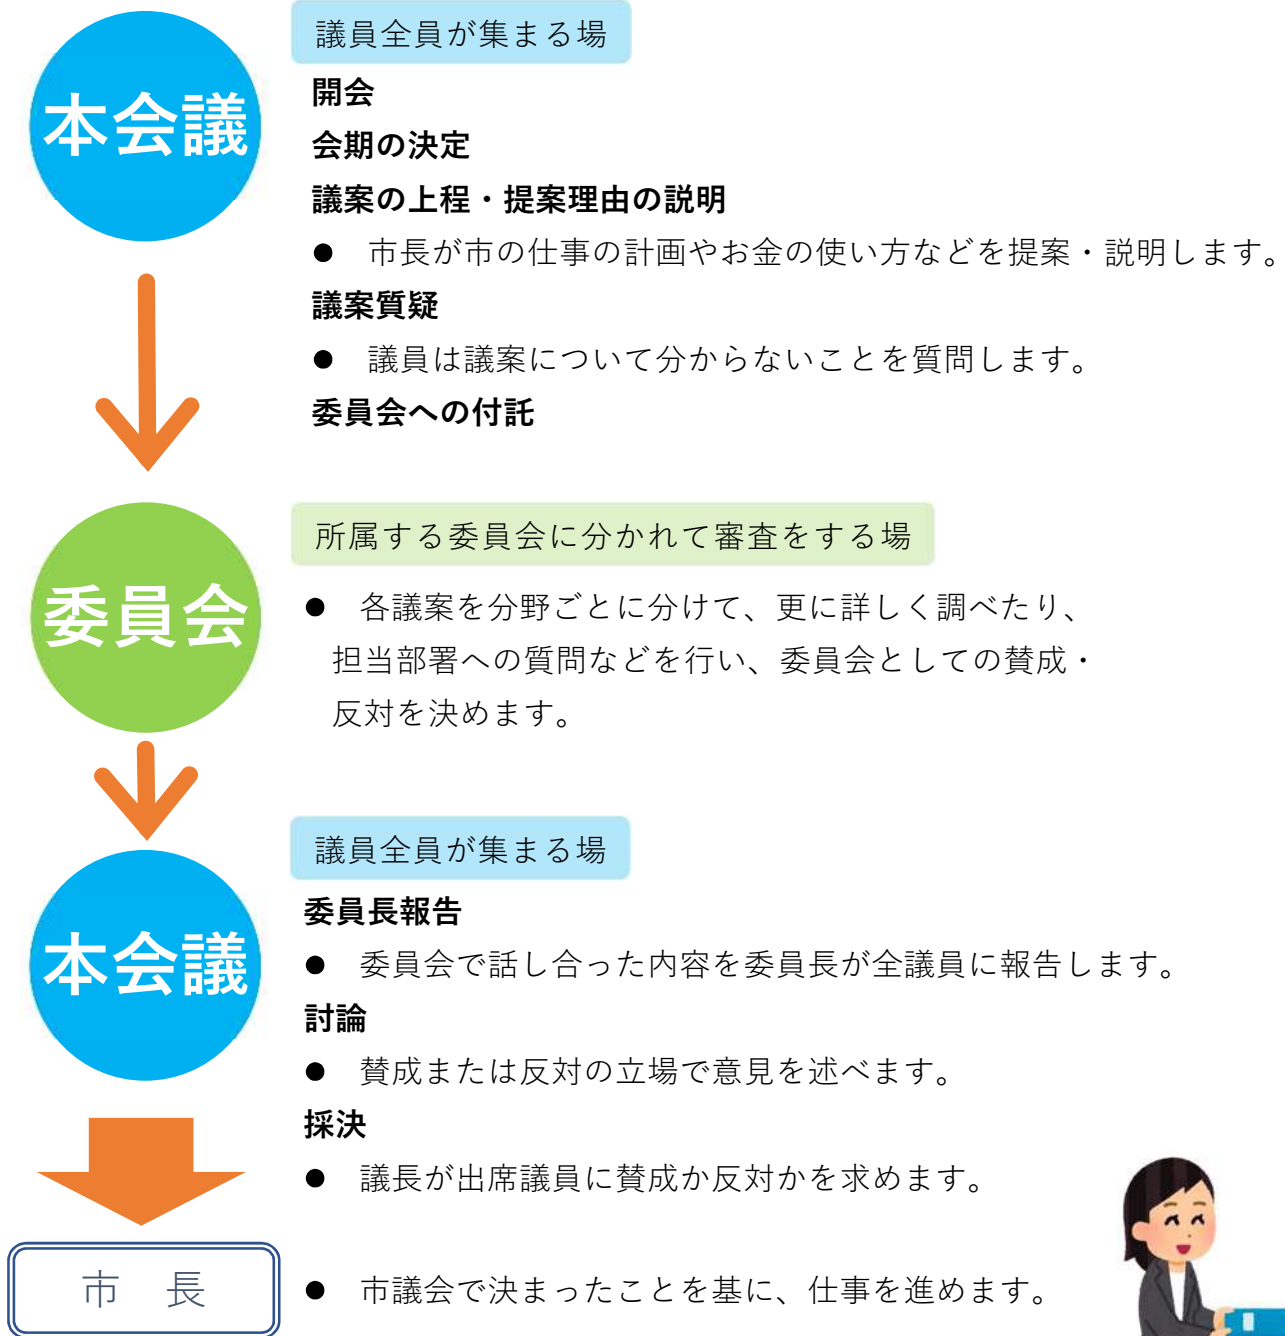 本会議
議員全員が集まる場
開会
会期の決定
議案の上程・提案理由の説明
● 市長が市の仕事の計画やお金の使い方などを提案・説明します。
議案質疑
● 議員は議案について分からないことを質問します。
委員会への付託
委員会
所属する委員会に分かれて審査をする場
● 各議案を分野ごとに分けて、更に詳しく調べたり、
担当部署への質問などを行い、委員会としての賛成・
反対を決めます。
本会議
議員全員が集まる場
委員長報告
● 委員会で話し合った内容を委員長が全議員に報告します。
討論
● 賛成または反対の立場で意見を述べます。
採決
● 議長が出席議員に賛成か反対かを求めます。
市 長
● 市議会で決まったことを基に、仕事を進めます。